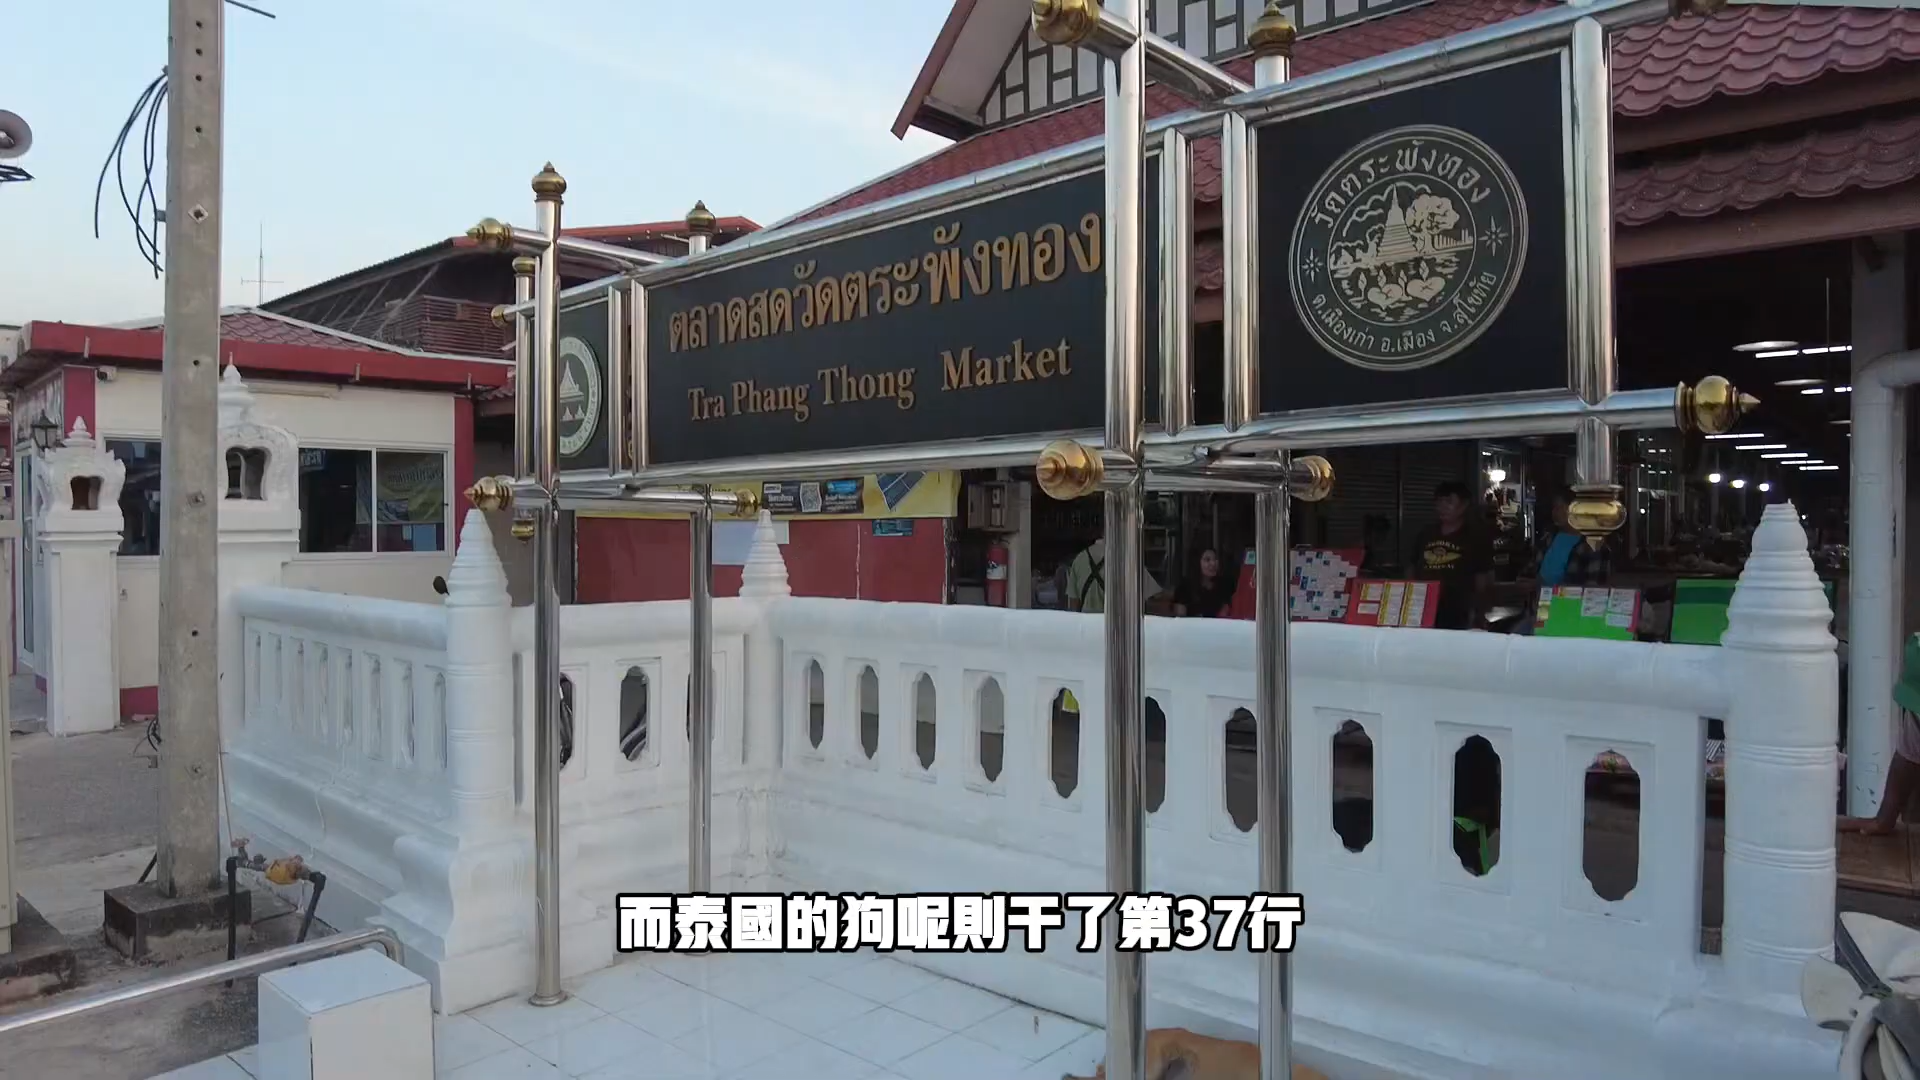 ตลาดสดวัดตระพังทอง
Tra Phang Thong Market
วัดตระพังทอง
ต.เมืองเก่า อ.เมือง จ.สุโขทัย
而泰國的狗呢則干了第37行